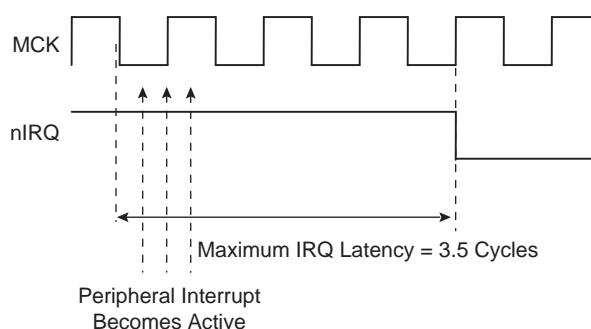 MCK
nIRQ
Maximum IRQ Latency = 3.5 Cycles
Peripheral Interrupt
Becomes Active